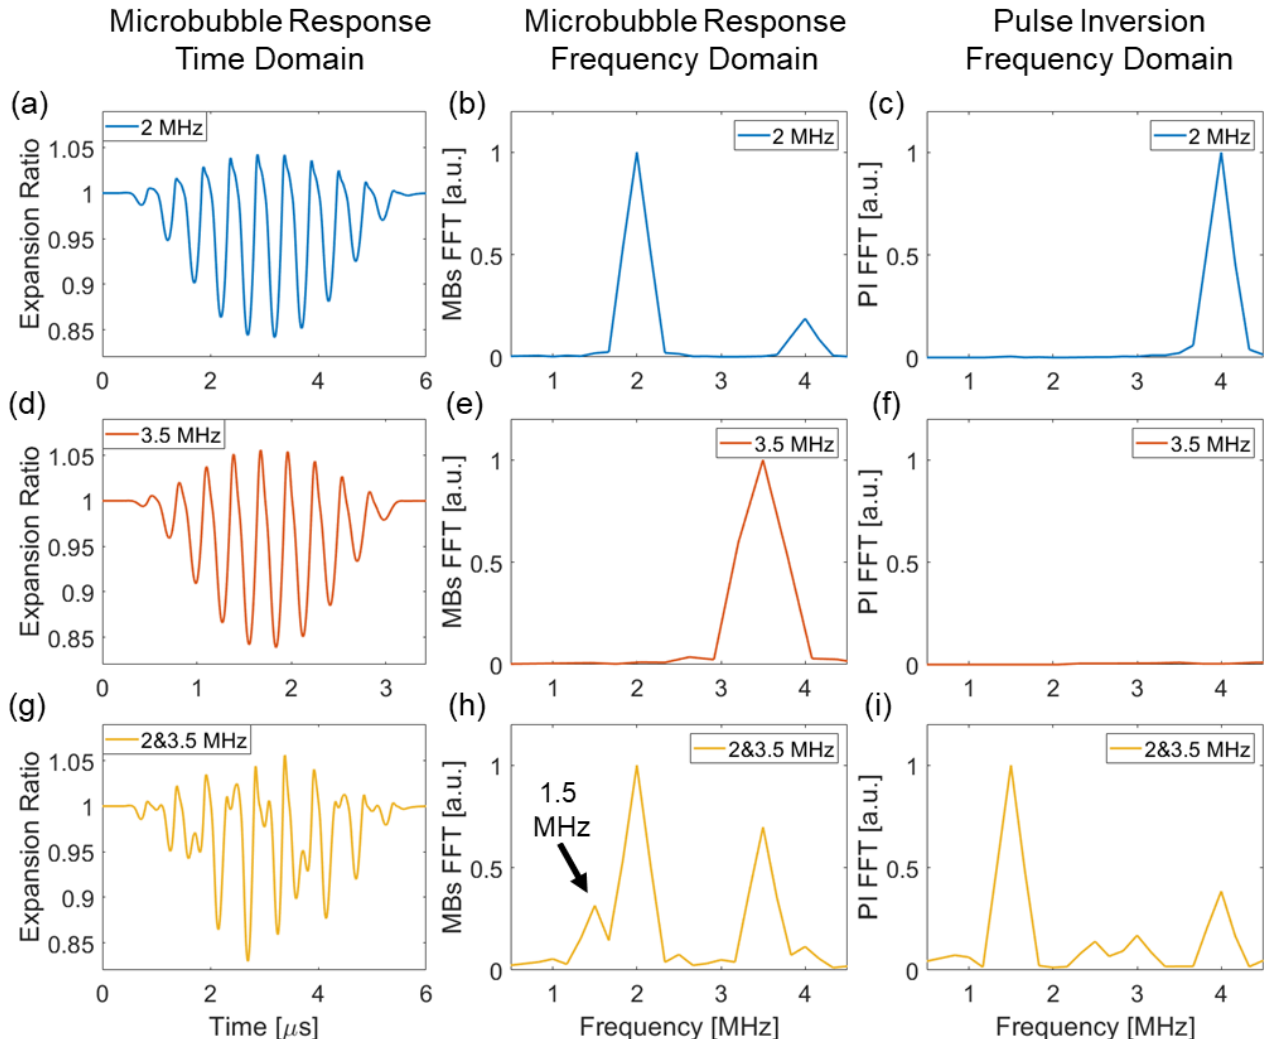 Microbubble Response
Time Domain
Microbubble Response
Frequency Domain
Pulse Inversion
Frequency Domain
(a)
2 MHz
Expansion Ratio
1.05
1
0.95
0.9
0.85
0 2 4 6
(b)
2 MHz
MBs FFT [a.u.]
1
0.5
0
1 2 3 4
(c)
2 MHz
PI FFT [a.u.]
1
0.5
0
1 2 3 4
(d)
3.5 MHz
Expansion Ratio
1.05
1
0.95
0.9
0.85
0 1 2 3
(e)
3.5 MHz
MBs FFT [a.u.]
1
0.5
0
1 2 3 4
(f)
3.5 MHz
PI FFT [a.u.]
1
0.5
0
1 2 3 4
(g)
2&3.5 MHz
Expansion Ratio
1.05
1
0.95
0.9
0.85
0 2 4 6
Time [μs]
(h)
2&3.5 MHz
1.5
MHz
MBs FFT [a.u.]
1
0.5
0
1 2 3 4
Frequency [MHz]
(i)
2&3.5 MHz
PI FFT [a.u.]
1
0.5
0
1 2 3 4
Frequency [MHz]